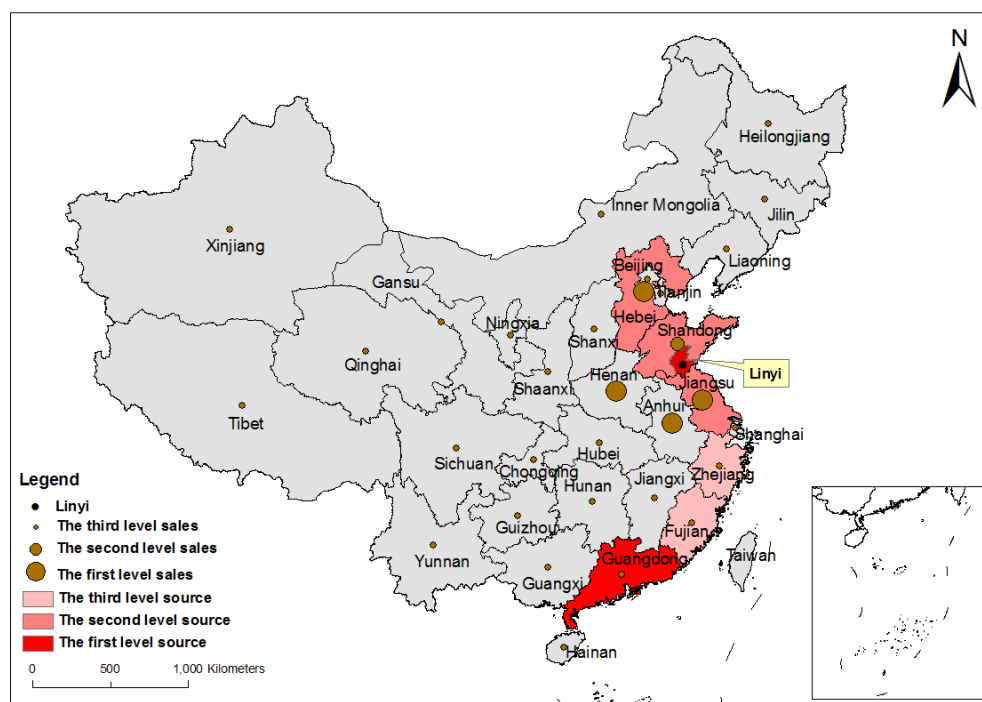 N
Heilongjiang
Inner Mongolia
Jilin
Xinjiang
Liaoning
Beijing
Gansu
Tianjin
Hebei
Ningxia
Shandong
Shanxi
Qinghai
Linyi
Henan
Jiangsu
Shaanxi
Anhui
Tibet
Shanghai
Hubei
Sichuan
Chongqing
Zhejiang
Jiangxi
Hunan
Guizhou
Fujian
Taiwan
Yunnan
Guangdong
Guangxi
Hainan
Legend
Linyi
The third level sales
The second level sales
The first level sales
The third level source
The second level source
The first level source
0 500 1,000 Kilometers